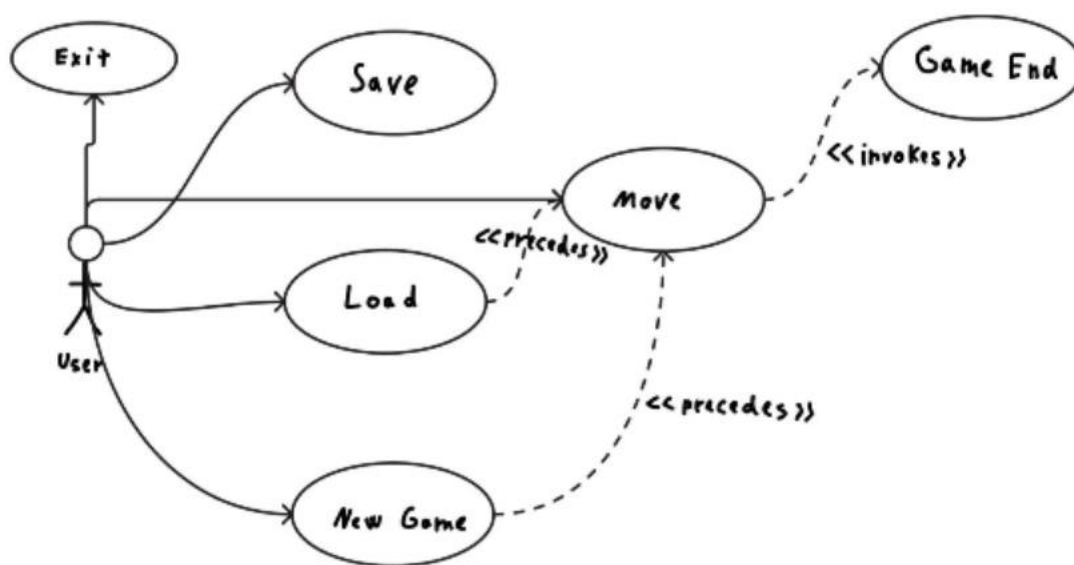 Exit
Save
Game End
<<invokes>>
Move
<<precedes>>
Load
User
<<precedes>>
New Game